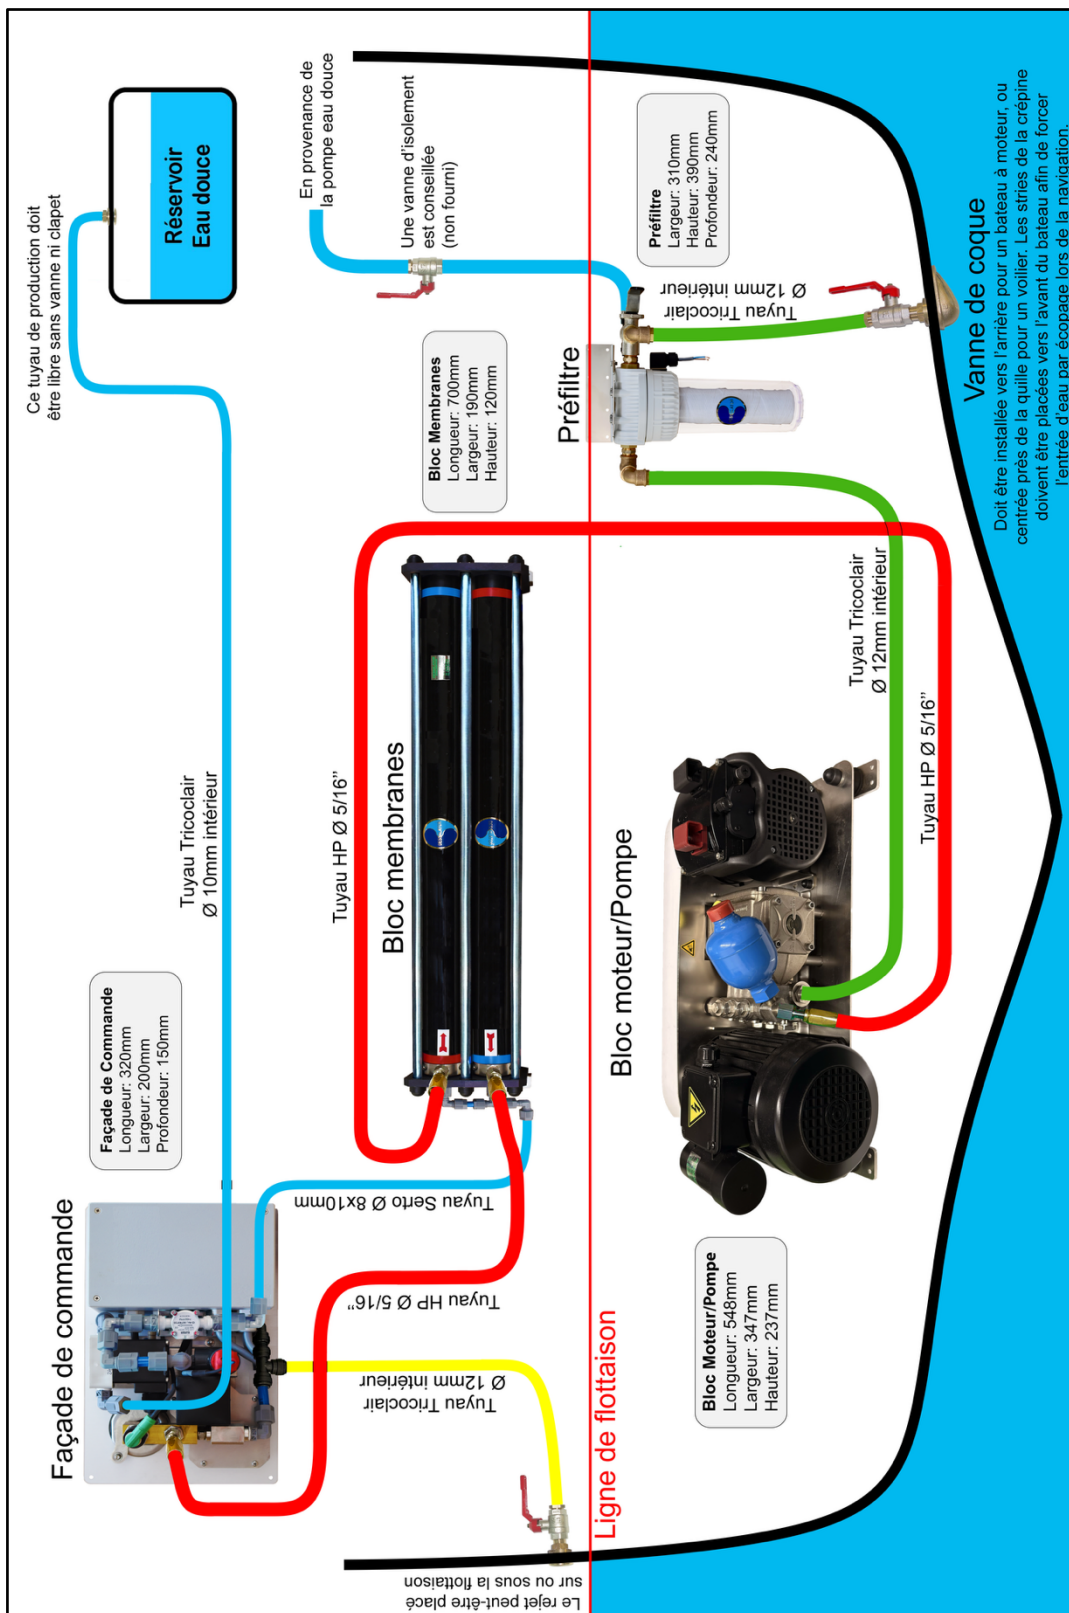 Façade de commande
Façade de Commande
Longueur: 320mm
Largeur: 200mm
Profondeur: 150mm
Ce tuyau de production doit
être libre sans vanne ni clapet
Réservoir
Eau douce
Tuyau Tricoclair
Ø 10mm intérieur
En provenance de
la pompe eau douce
Une vanne d'isolement
est conseillée
(non fourni)
Tuyau HP Ø 5/16"
Bloc membranes
Bloc Membranes
Longueur: 700mm
Largeur: 190mm
Hauteur: 120mm
Tuyau Serto Ø 8x10mm
Tuyau HP Ø 5/16"
Tuyau Tricoclair
Ø 12mm intérieur
Le rejet peut-être placé
sur ou sous la flottaison
Ligne de flottaison
Préfiltre
Préfiltre
Largeur: 310mm
Hauteur: 390mm
Profondeur: 240mm
Tuyau Tricoclair
Ø 12mm intérieur
Bloc moteur/Pompe
Bloc Moteur/Pompe
Longueur: 548mm
Largeur: 347mm
Hauteur: 237mm
Tuyau Tricoclair
Ø 12mm intérieur
Tuyau HP Ø 5/16"
Vanne de coque
Doit être installée vers l'arrière pour un bateau à moteur, ou
centrée près de la quille pour un voilier. Les stries de la crépine
doivent être placées vers l'avant du bateau afin de forcer
l'entrée d'eau par écopage lors de la navigation.